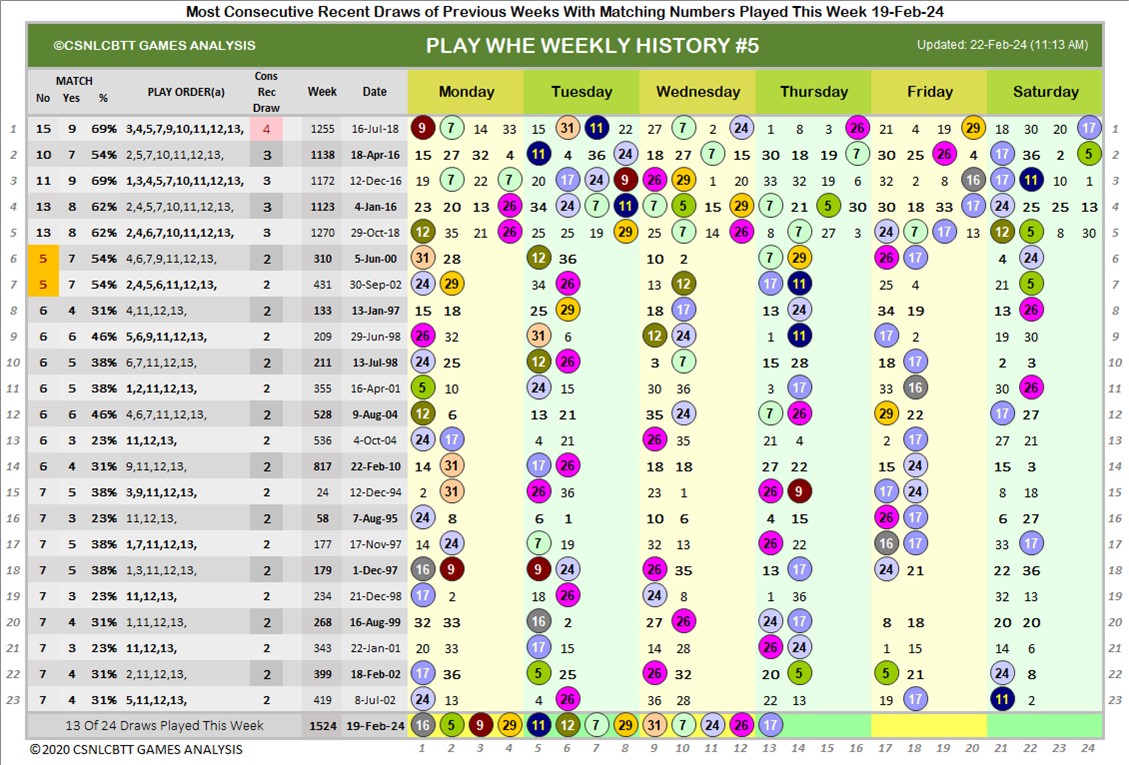 Most Consecutive Recent Draws of Previous Weeks With Matching Numbers Played This Week 19-Feb-24
©CSNLCBTT GAMES ANALYSIS PLAY WHE WEEKLY HISTORY #5 Updated: 22-Feb-24 (11:13 AM)
MATCH Cons
No Yes % PLAY ORDER(a) Rec Week Date Monday Tuesday Wednesday Thursday Friday Saturday
Draw
1 15 9 69% 3,4,5,7,9,10,11,12,13, 4 1255 16-Jul-18 9 7 14 33 15 31 11 22 27 7 2 24 1 8 3 26 21 4 19 29 18 30 20 17 1
2 10 7 54% 2,5,7,10,11,12,13, 3 1138 18-Apr-16 15 27 32 4 11 4 36 24 18 27 7 15 30 18 19 7 30 25 26 4 17 36 2 5 2
3 11 9 69% 1,3,4,5,7,10,11,12,13, 3 1172 12-Dec-16 19 7 22 7 20 17 24 9 26 29 1 20 33 32 19 6 32 2 8 16 17 11 10 1 3
4 13 8 62% 2,4,5,7,10,11,12,13, 3 1123 4-Jan-16 23 20 13 26 34 24 7 11 7 5 15 29 7 21 5 30 30 18 33 17 24 25 25 13 4
5 13 8 62% 2,4,6,7,10,11,12,13, 3 1270 29-Oct-18 12 35 21 26 25 25 19 29 25 7 14 26 8 7 27 3 24 7 17 13 12 5 8 30 5
6 5 7 54% 4,6,7,9,11,12,13, 2 310 5-Jun-00 31 28 12 36 10 2 7 29 26 17 4 24 6
7 5 7 54% 2,4,5,6,11,12,13, 2 431 30-Sep-02 24 29 34 26 13 12 17 11 25 4 21 5 7
8 6 4 31% 4,11,12,13, 2 133 13-Jan-97 15 18 25 29 18 17 13 24 34 19 13 26 8
9 6 6 46% 5,6,9,11,12,13, 2 209 29-Jun-98 26 32 31 6 12 24 1 11 17 2 19 30 9
10 6 5 38% 6,7,11,12,13, 2 211 13-Jul-98 24 25 12 26 3 7 15 28 18 17 2 3 10
11 6 5 38% 1,2,11,12,13, 2 355 16-Apr-01 5 10 24 15 30 36 3 17 33 16 30 26 11
12 6 6 46% 4,6,7,11,12,13, 2 528 9-Aug-04 12 6 13 21 35 24 7 26 29 22 17 27 12
13 6 3 23% 11,12,13, 2 536 4-Oct-04 24 17 4 21 26 35 21 4 2 17 27 21 13
14 6 4 31% 9,11,12,13, 2 817 22-Feb-10 14 31 17 26 18 18 27 22 15 24 15 3 14
15 7 5 38% 3,9,11,12,13, 2 24 12-Dec-94 2 31 26 36 23 1 26 9 17 24 8 18 15
16 7 3 23% 11,12,13, 2 58 7-Aug-95 24 8 6 1 10 6 4 15 26 17 6 27 16
17 7 5 38% 1,7,11,12,13, 2 177 17-Nov-97 14 24 7 19 32 13 26 22 16 17 33 17 17
18 7 5 38% 1,3,11,12,13, 2 179 1-Dec-97 16 9 9 24 26 35 13 17 24 21 22 36 18
19 7 3 23% 11,12,13, 2 234 21-Dec-98 17 2 18 26 24 8 1 36 32 13 19
20 7 4 31% 1,11,12,13, 2 268 16-Aug-99 32 33 16 2 27 26 24 17 8 18 20 20 20
21 7 3 23% 11,12,13, 2 343 22-Jan-01 20 33 17 15 14 28 26 24 1 15 14 6 21
22 7 4 31% 2,11,12,13, 2 399 18-Feb-02 17 36 5 25 26 32 20 5 5 21 24 8 22
23 7 4 31% 5,11,12,13, 2 419 8-Jul-02 24 13 4 26 36 28 22 13 19 17 11 2 23
13 Of 24 Draws Played This Week 1524 19-Feb-24 16 5 9 29 11 12 7 29 31 7 24 26 17
©2020 CSNLCBTT GAMES ANALYSIS 1 2 3 4 5 6 7 8 9 10 11 12 13 14 15 16 17 18 19 20 21 22 23 24